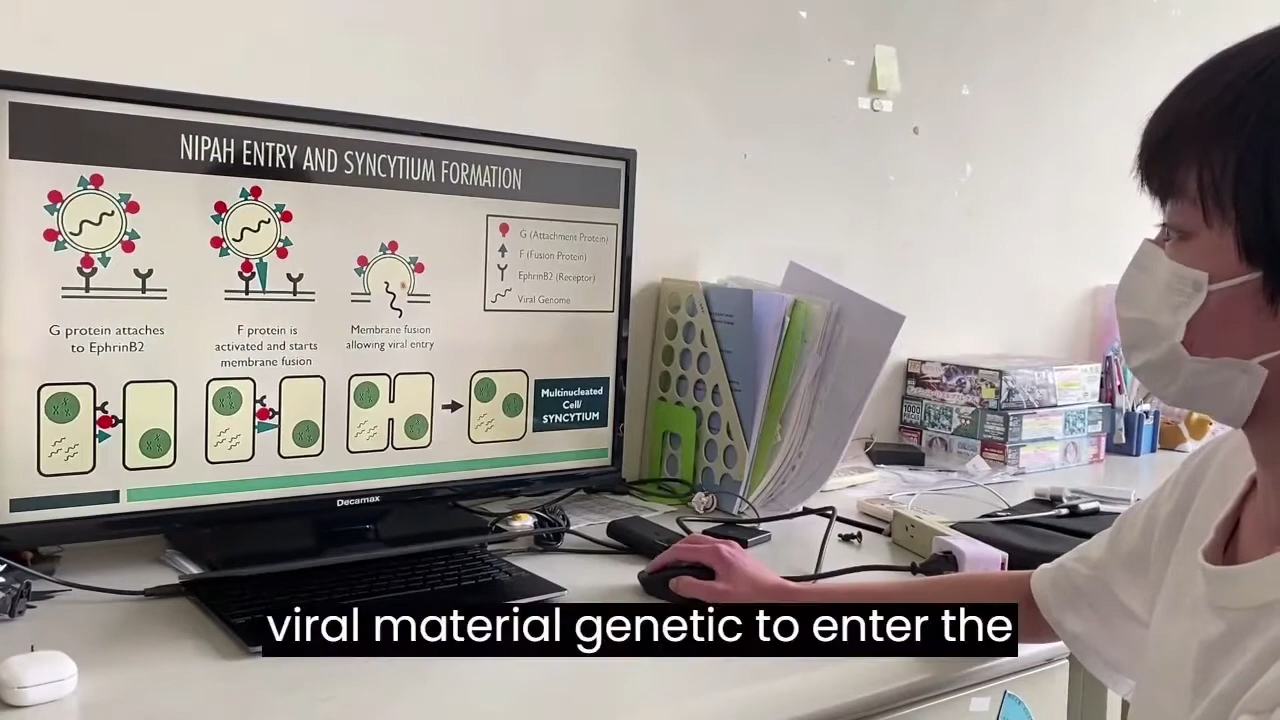 NIPAH ENTRY AND SYNCYTIUM FORMATION
G (Attachment Protein)
F (Fusion Protein)
EphrinB2 (Receptor)
Viral Genome
G protein attaches
to EphrinB2
F protein is
activated and starts
membrane fusion
Membrane fusion
allowing viral entry
Multinucleated
Cell/
SYNCYTIUM
Decamax
1000
viral material genetic to enter the